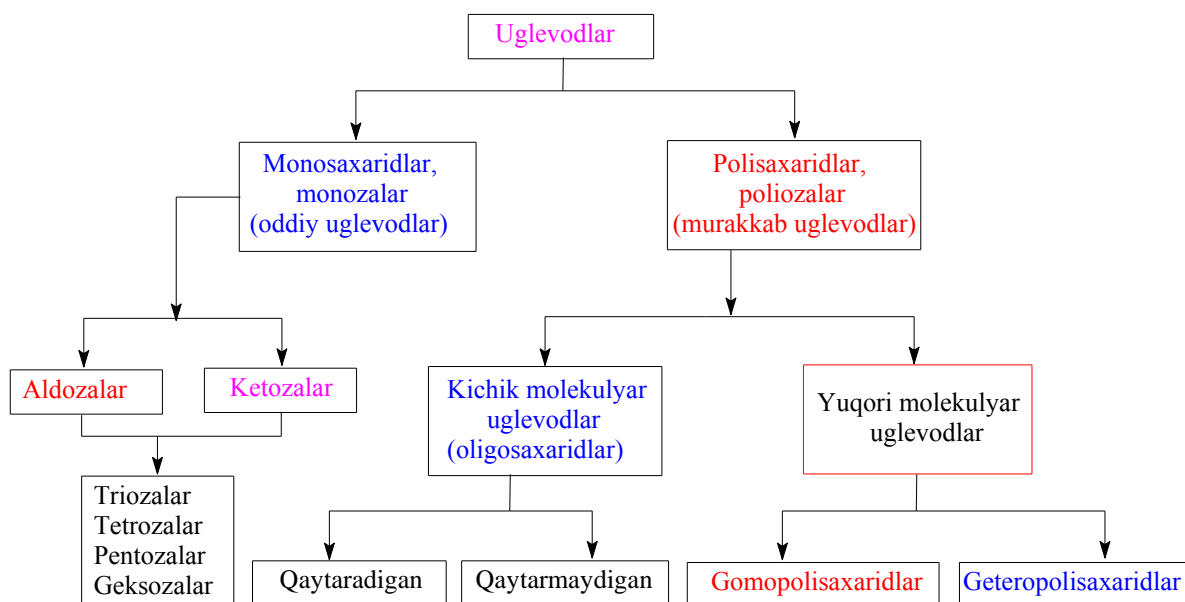 Uglevodlar
Monosaxaridlar,
monozalar
(oddiy uglevodlar)
Polisaxaridlar,
poliozalar
(murakkab uglevodlar)
Aldozalar
Ketozalar
Kichik molekulyar
uglevodlar
(oligosaxaridlar)
Yuqori molekulyar
uglevodlar
Triozalar
Tetrozalar
Pentozalar
Geksozalar
Qaytaradigan
Qaytarmaydigan
Gomopolisaxaridlar
Geteropolisaxaridlar